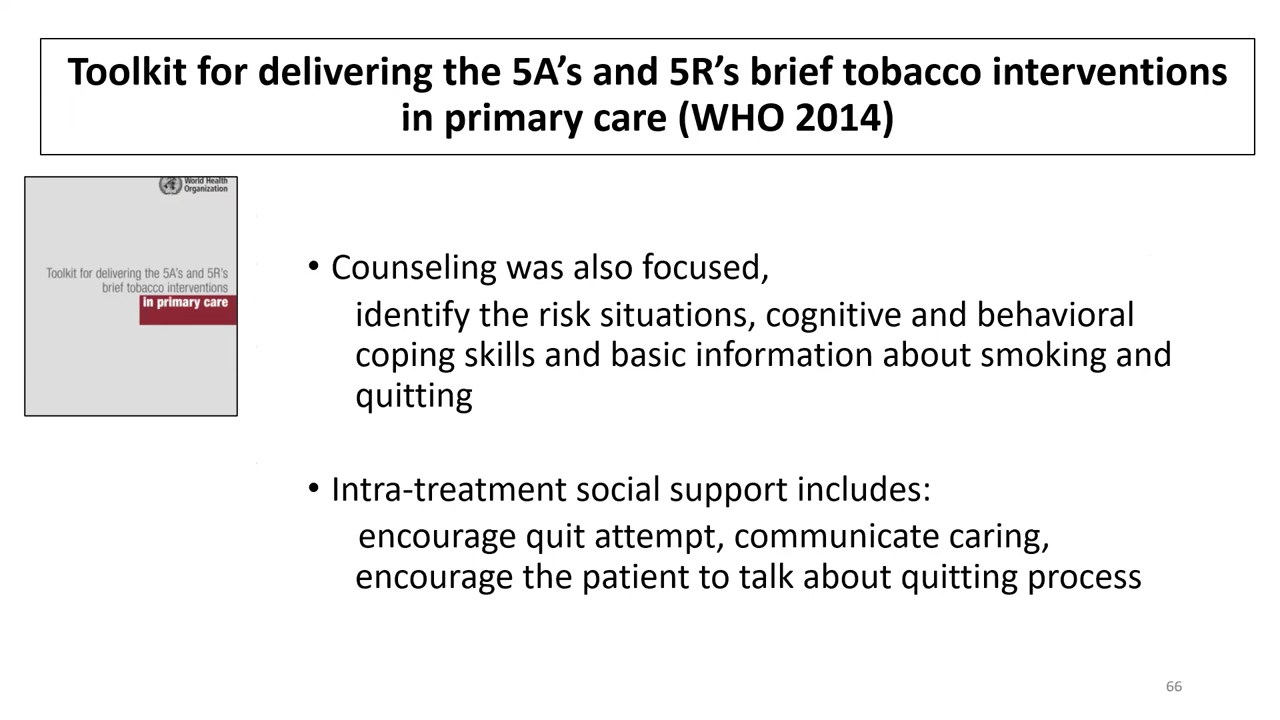 Toolkit for delivering the 5A’s and 5R’s brief tobacco interventions
in primary care (WHO 2014)
World Health
Organization
Toolkit for delivering the 5A's and 5R's
brief tobacco interventions
in primary care
• Counseling was also focused,
identify the risk situations, cognitive and behavioral
coping skills and basic information about smoking and
quitting
• Intra-treatment social support includes:
encourage quit attempt, communicate caring,
encourage the patient to talk about quitting process
66